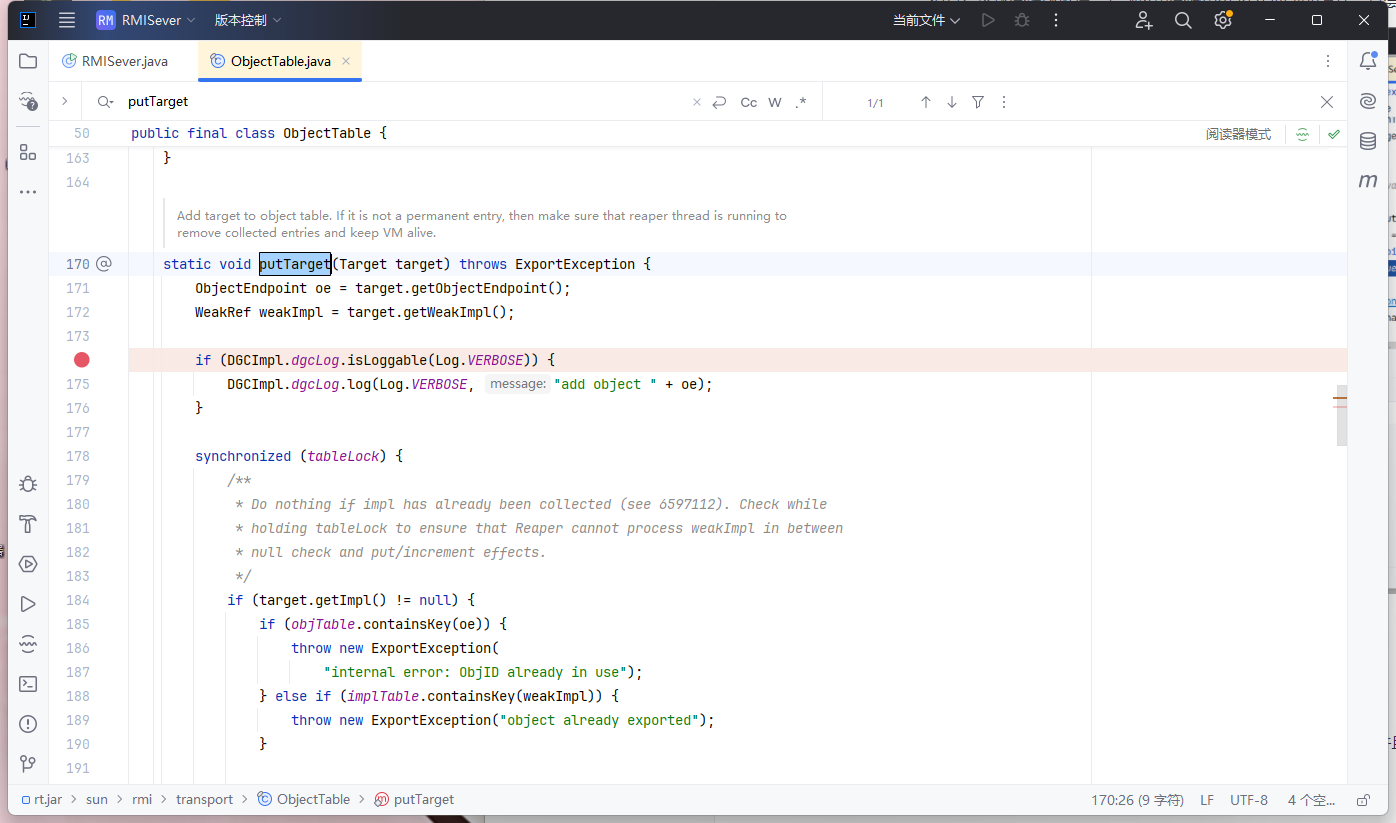 RM RMISever 版本控制 当前文件
RMISever.java ObjectTable.java
putTarget Cc W .* 1/1
50 public final class ObjectTable { 阅读器模式
163 }
164
Add target to object table. If it is not a permanent entry, then make sure that reaper thread is running to
remove collected entries and keep VM alive.
170 @ static void putTarget(Target target) throws ExportException {
171 ObjectEndpoint oe = target.getObjectEndpoint();
172 WeakRef weakImpl = target.getWeakImpl();
173
if (DGCImpl.dgcLog.isLoggable(Log.VERBOSE)) {
175 DGCImpl.dgcLog.log(Log.VERBOSE, message: "add object " + oe);
176 }
177
178 synchronized (tableLock) {
179 /**
180 * Do nothing if impl has already been collected (see 6597112). Check while
181 * holding tableLock to ensure that Reaper cannot process weakImpl in between
182 * null check and put/increment effects.
183 */
184 if (target.getImpl() != null) {
185 if (objTable.containsKey(oe)) {
186 throw new ExportException(
187 "internal error: ObjID already in use");
188 } else if (implTable.containsKey(weakImpl)) {
189 throw new ExportException("object already exported");
190 }
191
rt.jar > sun > rmi > transport > ObjectTable > putTarget 170:26 (9 字符) LF UTF-8 4 个空...